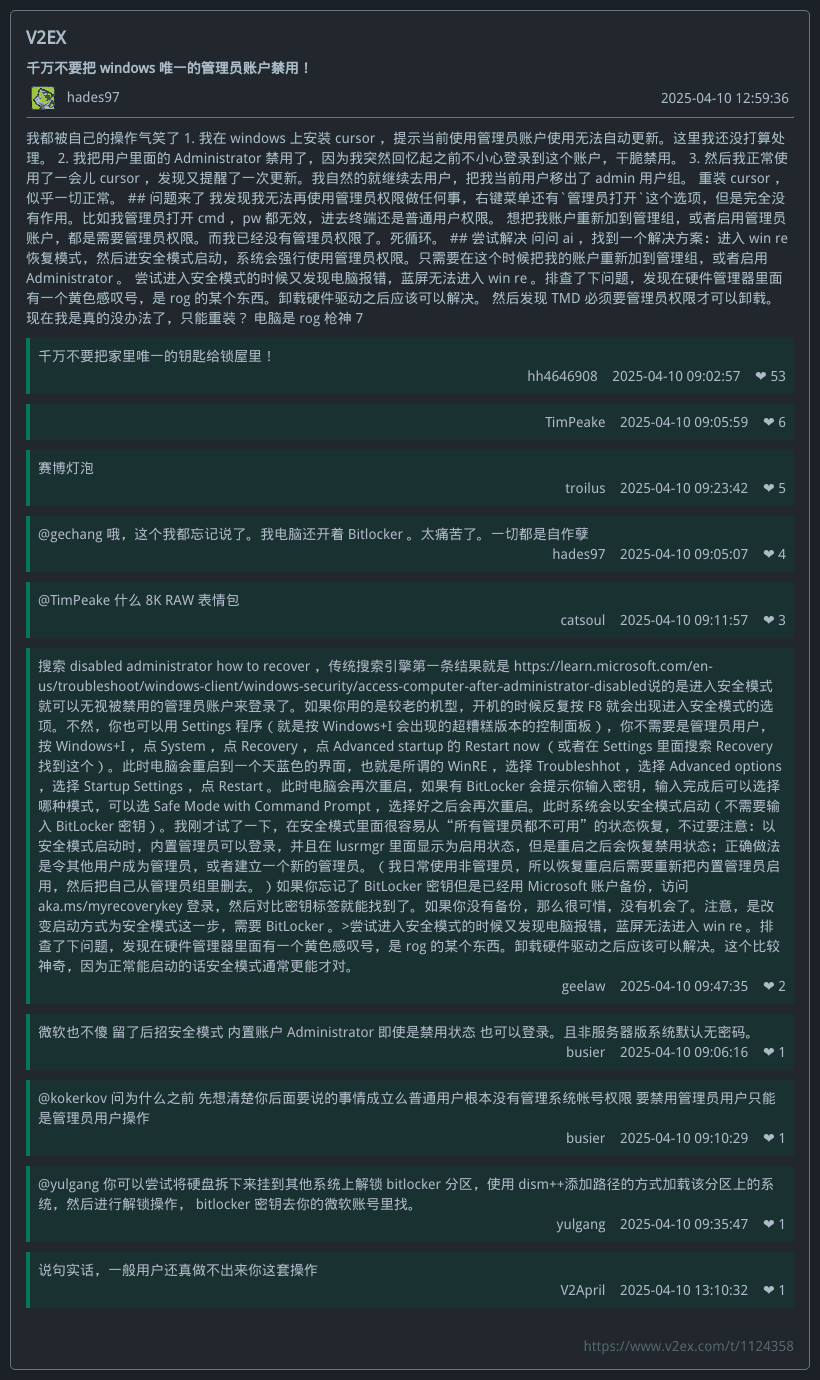 V2EX
千万不要把 windows 唯一的管理员账户禁用！
hades97 2025-04-10 12:59:36
我都被自己的操作气笑了 1. 我在 windows 上安装 cursor ，提示当前使用管理员账户使用无法自动更新。这里我还没打算处
理。 2. 我把用户里面的 Administrator 禁用了，因为我突然回忆起之前不小心登录到这个账户，干脆禁用。 3. 然后我正常使
用了一会儿 cursor ，发现又提醒了一次更新。我自然的就继续去用户，把我当前用户移出了 admin 用户组。 重装 cursor ，
似乎一切正常。 ## 问题来了 我发现我无法再使用管理员权限做任何事，右键菜单还有`管理员打开`这个选项，但是完全没
有作用。比如我管理员打开 cmd ，pw 都无效，进去终端还是普通用户权限。 想把我账户重新加到管理组，或者启用管理员
账户，都是需要管理员权限。而我已经没有管理员权限了。死循环。 ## 尝试解决 问问 ai ，找到一个解决方案：进入 win re
恢复模式，然后进安全模式启动，系统会强行使用管理员权限。只需要在这个时候把我的账户重新加到管理组，或者启用
Administrator 。 尝试进入安全模式的时候又发现电脑报错，蓝屏无法进入 win re 。排查了下问题，发现在硬件管理器里面
有一个黄色感叹号，是 rog 的某个东西。卸载硬件驱动之后应该可以解决。 然后发现 TMD 必须要管理员权限才可以卸载。
现在我是真的没办法了，只能重装？ 电脑是 rog 枪神 7
千万不要把家里唯一的钥匙给锁屋里！
hh4646908 2025-04-10 09:02:57 ❤ 53
TimPeake 2025-04-10 09:05:59 ❤ 6
赛博灯泡
troilus 2025-04-10 09:23:42 ❤ 5
@gechang 哦，这个我都忘记说了。我电脑还开着 Bitlocker 。太痛苦了。一切都是自作孽
hades97 2025-04-10 09:05:07 ❤ 4
@TimPeake 什么 8K RAW 表情包
catsoul 2025-04-10 09:11:57 ❤ 3
搜索 disabled administrator how to recover ，传统搜索引擎第一条结果就是 https://learn.microsoft.com/en-
us/troubleshoot/windows-client/windows-security/access-computer-after-administrator-disabled说的是进入安全模式
就可以无视被禁用的管理员账户来登录了。如果你用的是较老的机型，开机的时候反复按 F8 就会出现进入安全模式的选
项。不然，你也可以用 Settings 程序（就是按 Windows+I 会出现的超糟糕版本的控制面板），你不需要是管理员用户，
按 Windows+I ，点 System ，点 Recovery ，点 Advanced startup 的 Restart now （或者在 Settings 里面搜索 Recovery
找到这个）。此时电脑会重启到一个天蓝色的界面，也就是所谓的 WinRE ，选择 Troubleshhot ，选择 Advanced options
，选择 Startup Settings ，点 Restart 。此时电脑会再次重启，如果有 BitLocker 会提示你输入密钥，输入完成后可以选择
哪种模式，可以选 Safe Mode with Command Prompt ，选择好之后会再次重启。此时系统会以安全模式启动（不需要输
入 BitLocker 密钥）。我刚才试了一下，在安全模式里面很容易从“所有管理员都不可用”的状态恢复，不过要注意：以
安全模式启动时，内置管理员可以登录，并且在 lusrmgr 里面显示为启用状态，但是重启之后会恢复禁用状态；正确做法
是令其他用户成为管理员，或者建立一个新的管理员。（我日常使用非管理员，所以恢复重启后需要重新把内置管理员启
用，然后把自己从管理员组里删去。）如果你忘记了 BitLocker 密钥但是已经用 Microsoft 账户备份，访问
aka.ms/myrecoverykey 登录，然后对比密钥标签就能找到了。如果你没有备份，那么很可惜，没有机会了。注意，是改
变启动方式为安全模式这一步，需要 BitLocker 。>尝试进入安全模式的时候又发现电脑报错，蓝屏无法进入 win re 。排
查了下问题，发现在硬件管理器里面有一个黄色感叹号，是 rog 的某个东西。卸载硬件驱动之后应该可以解决。这个比较
神奇，因为正常能启动的话安全模式通常更能才对。
geelaw 2025-04-10 09:47:35 ❤ 2
微软也不傻 留了后招安全模式 内置账户 Administrator 即使是禁用状态 也可以登录。且非服务器版系统默认无密码。
busier 2025-04-10 09:06:16 ❤ 1
@kokerkov 问为什么之前 先想清楚你后面要说的事情成立么普通用户根本没有管理系统帐号权限 要禁用管理员用户只能
是管理员用户操作
busier 2025-04-10 09:10:29 ❤ 1
@yulgang 你可以尝试将硬盘拆下来挂到其他系统上解锁 bitlocker 分区，使用 dism++添加路径的方式加载该分区上的系
统，然后进行解锁操作， bitlocker 密钥去你的微软账号里找。
yulgang 2025-04-10 09:35:47 ❤ 1
说句实话，一般用户还真做不出来你这套操作
V2April 2025-04-10 13:10:32 ❤ 1
https://www.v2ex.com/t/1124358